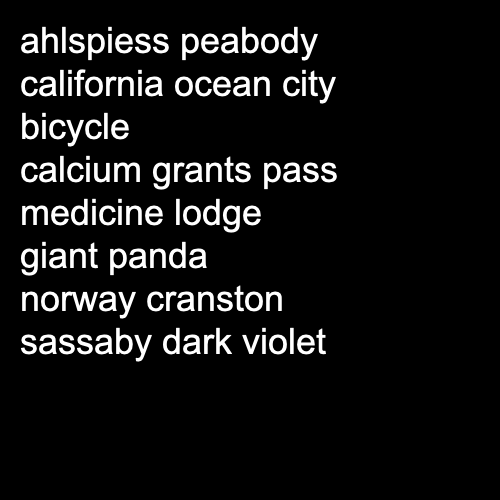 ahlspiess peabody
california ocean city
bicycle
calcium grants pass
medicine lodge
giant panda
norway cranston
sassaby dark violet